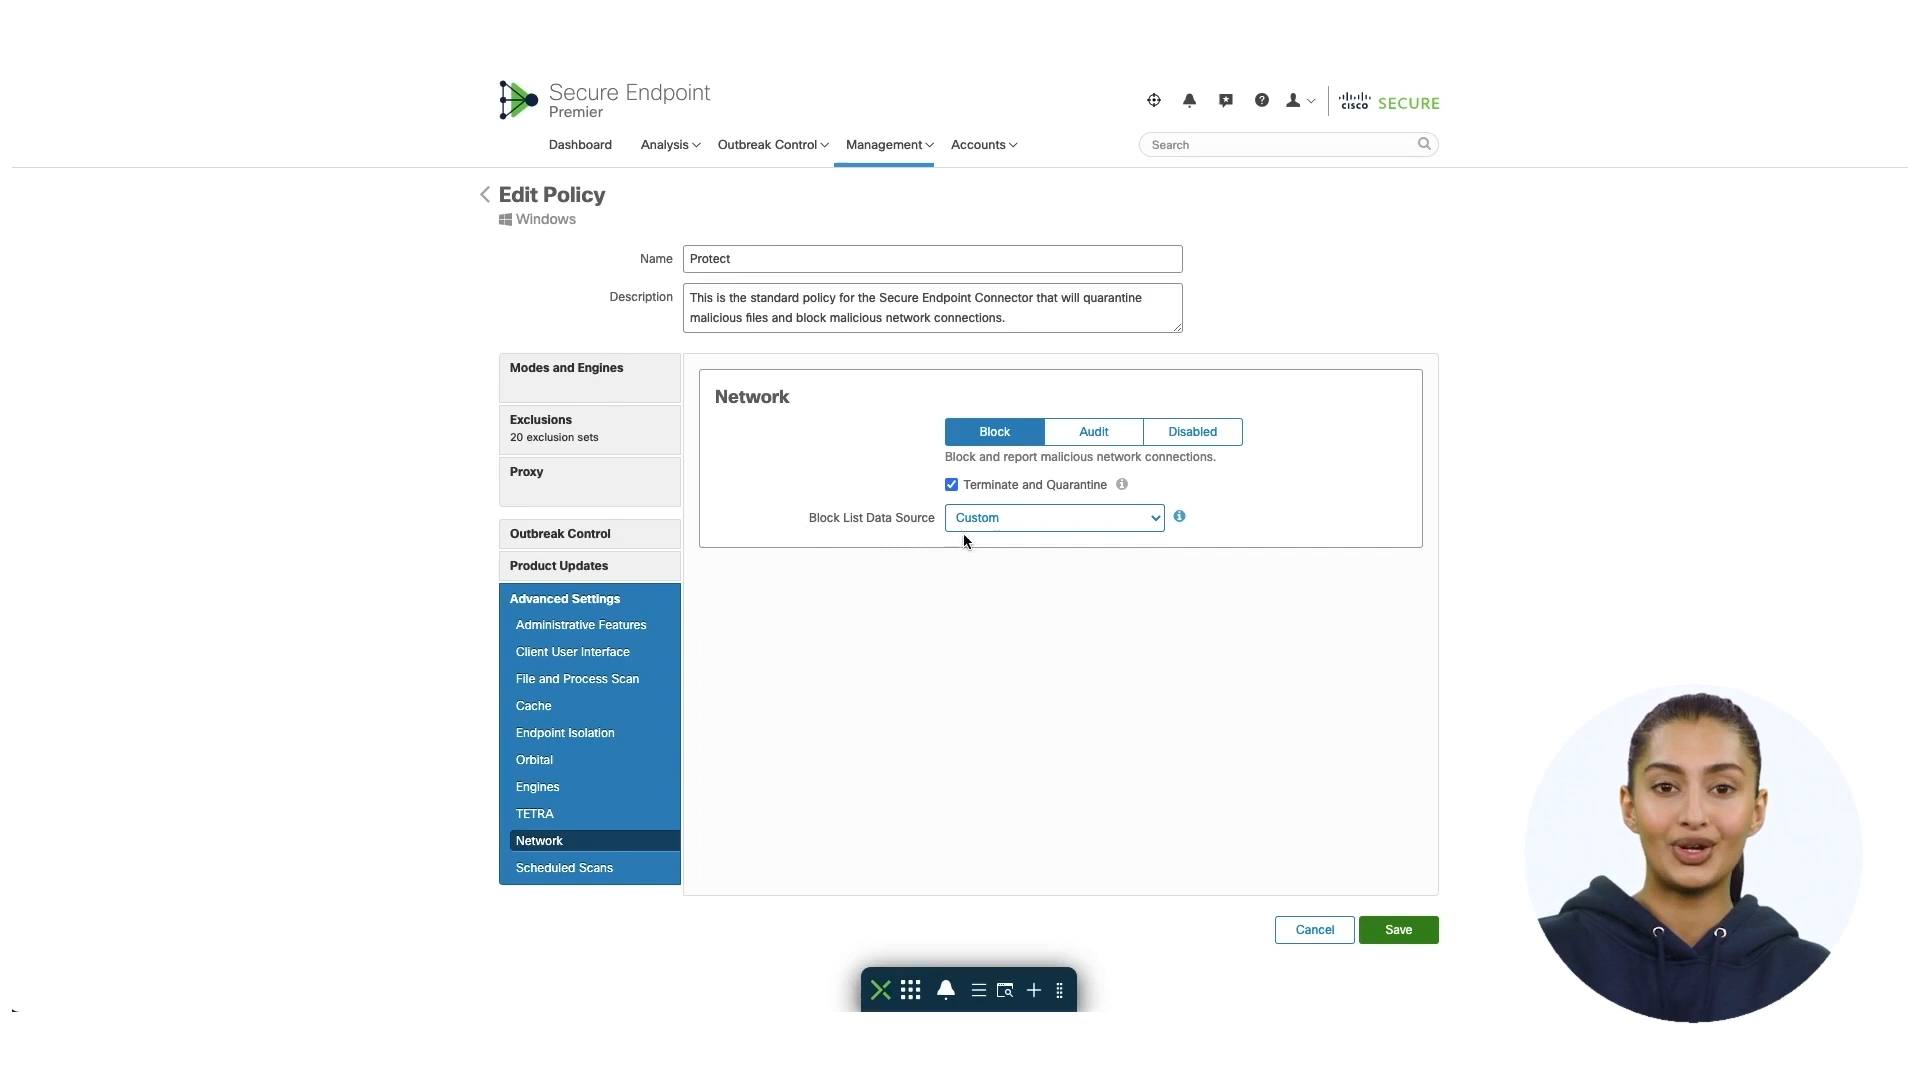 Secure Endpoint
Premier
CISCO SECURE
Dashboard Analysis Outbreak Control Management Accounts Search
Edit Policy
Windows
Name Protect
Description This is the standard policy for the Secure Endpoint Connector that will quarantine
malicious files and block malicious network connections.
Modes and Engines
Exclusions
20 exclusion sets
Proxy
Outbreak Control
Product Updates
Advanced Settings
Administrative Features
Client User Interface
File and Process Scan
Cache
Endpoint Isolation
Orbital
Engines
TETRA
Network
Scheduled Scans
Network
Block Audit Disabled
Block and report malicious network connections.
Terminate and Quarantine
Block List Data Source Custom
Cancel Save